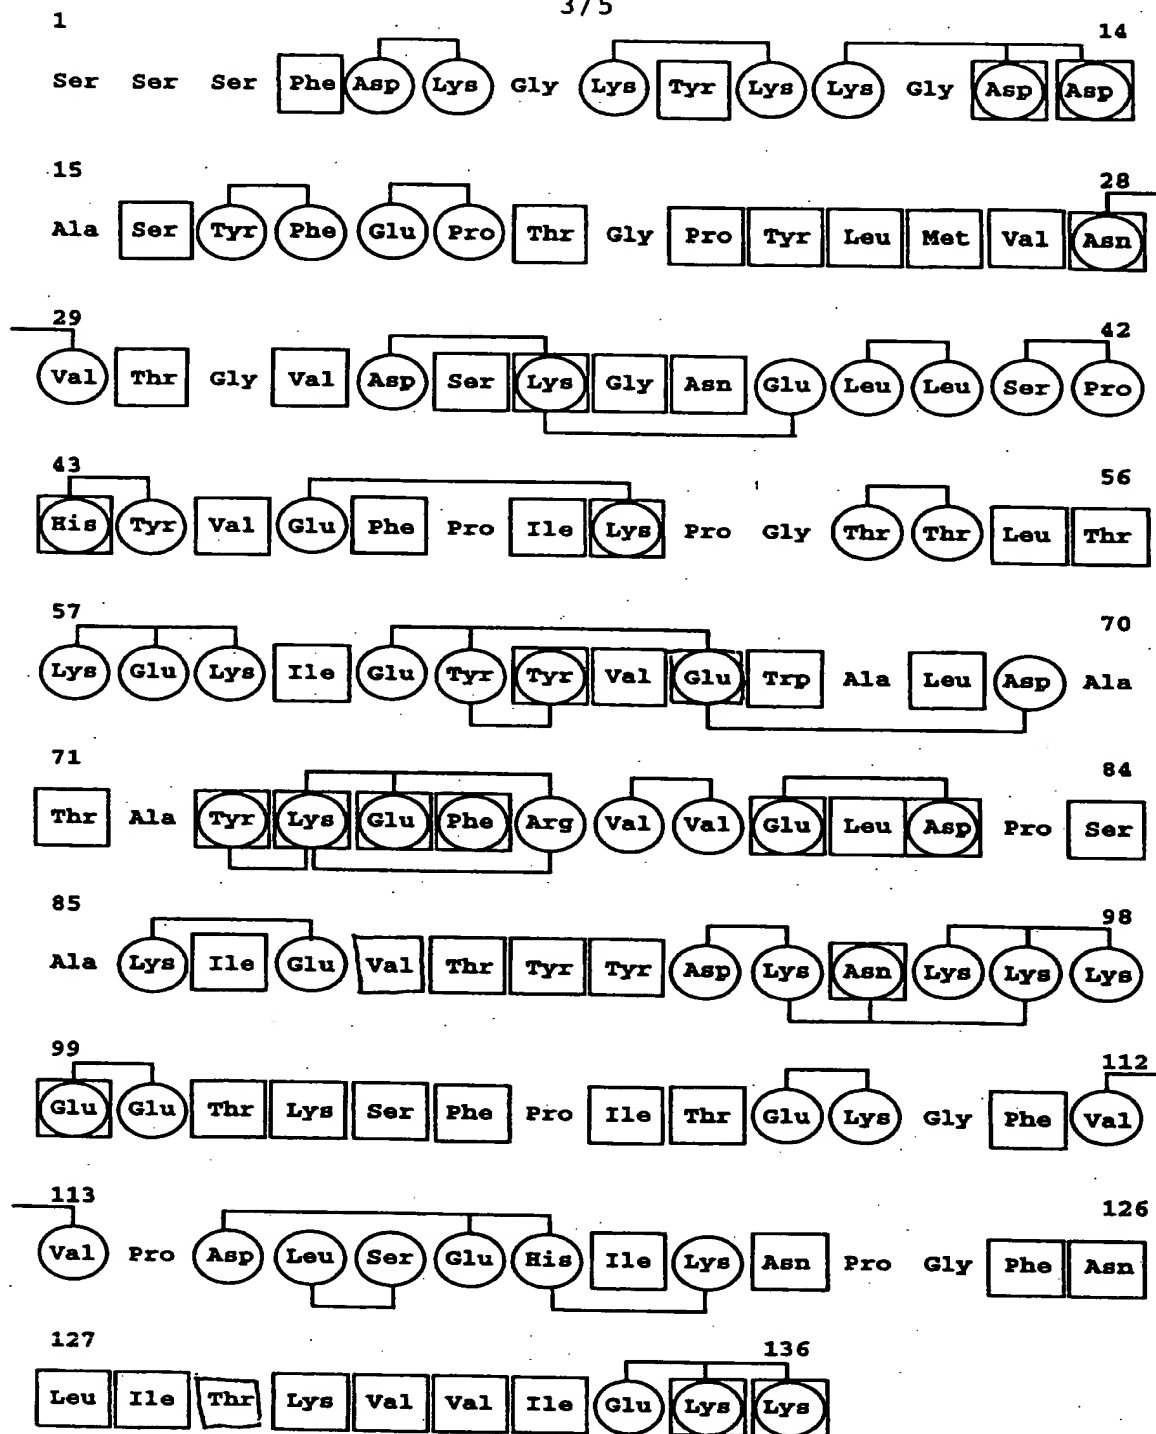 3/5
1 14
Ser Ser Ser Phe Asp Lys Gly Lys Tyr Lys Lys Gly Asp Asp
15 28
Ala Ser Tyr Phe Glu Pro Thr Gly Pro Tyr Leu Met Val Asn
29 42
Val Thr Gly Val Asp Ser Lys Gly Asn Glu Leu Leu Ser Pro
43 56
His Tyr Val Glu Phe Pro Ile Lys Pro Gly Thr Thr Leu Thr
57 70
Lys Glu Lys Ile Glu Tyr Tyr Val Glu Trp Ala Leu Asp Ala
71 84
Thr Ala Tyr Lys Glu Phe Arg Val Val Glu Leu Asp Pro Ser
85 98
Ala Lys Ile Glu Val Thr Tyr Tyr Asp Lys Asn Lys Lys Lys
99 112
Glu Glu Thr Lys Ser Phe Pro Ile Thr Glu Lys Gly Phe Val
113 126
Val Pro Asp Leu Ser Glu His Ile Lys Asn Pro Gly Phe Asn
127 136
Leu Ile Thr Lys Val Val Ile Glu Lys Lys